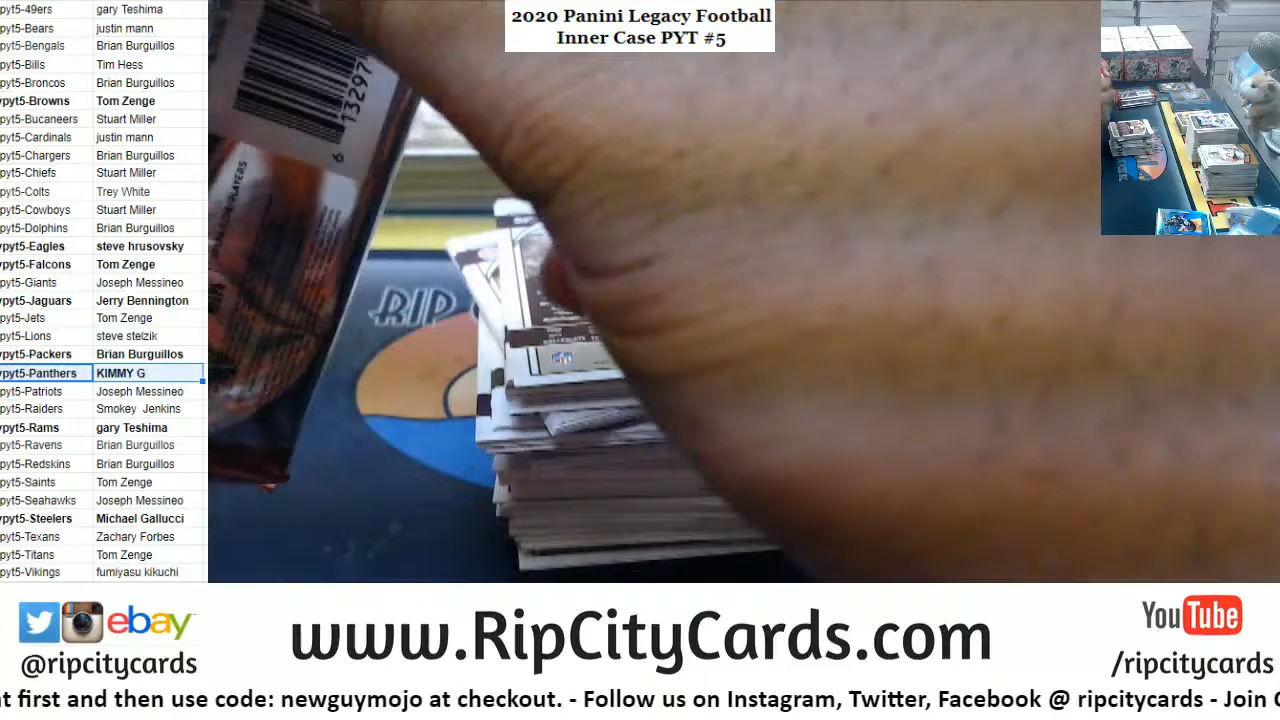 2020 Panini Legacy Football
Inner Case PYT #5
pyt5-49ers gary Teshima
pyt5-Bears justin mann
pyt5-Bengals Brian Burguillos
pyt5-Bills Tim Hess
pyt5-Broncos Brian Burguillos
pyt5-Browns Tom Zenge
pyt5-Bucaneers Stuart Miller
pyt5-Cardinals justin mann
pyt5-Chargers Brian Burguillos
pyt5-Chiefs Stuart Miller
pyt5-Colts Trey White
pyt5-Cowboys Stuart Miller
pyt5-Dolphins Brian Burguillos
pyt5-Eagles steve hrusovsky
pyt5-Falcons Tom Zenge
pyt5-Giants Joseph Messineo
pyt5-Jaguars Jerry Bennington
pyt5-Jets Tom Zenge
pyt5-Lions steve stelzik
pyt5-Packers Brian Burguillos
pyt5-Panthers KIMMY G
pyt5-Patriots Joseph Messineo
pyt5-Raiders Smokey Jenkins
pyt5-Rams gary Teshima
pyt5-Ravens Brian Burguillos
pyt5-Redskins Brian Burguillos
pyt5-Saints Tom Zenge
pyt5-Seahawks Joseph Messineo
pyt5-Steelers Michael Gallucci
pyt5-Texans Zachary Forbes
pyt5-Titans Tom Zenge
pyt5-Vikings fumiyasu kikuchi
6 13297
RIP
NFL
ebay
@ripcitycards
www.RipCityCards.com
YouTube
/ripcitycards
t first and then use code: newguymojo at checkout. - Follow us on Instagram, Twitter, Facebook @ ripcitycards - Join